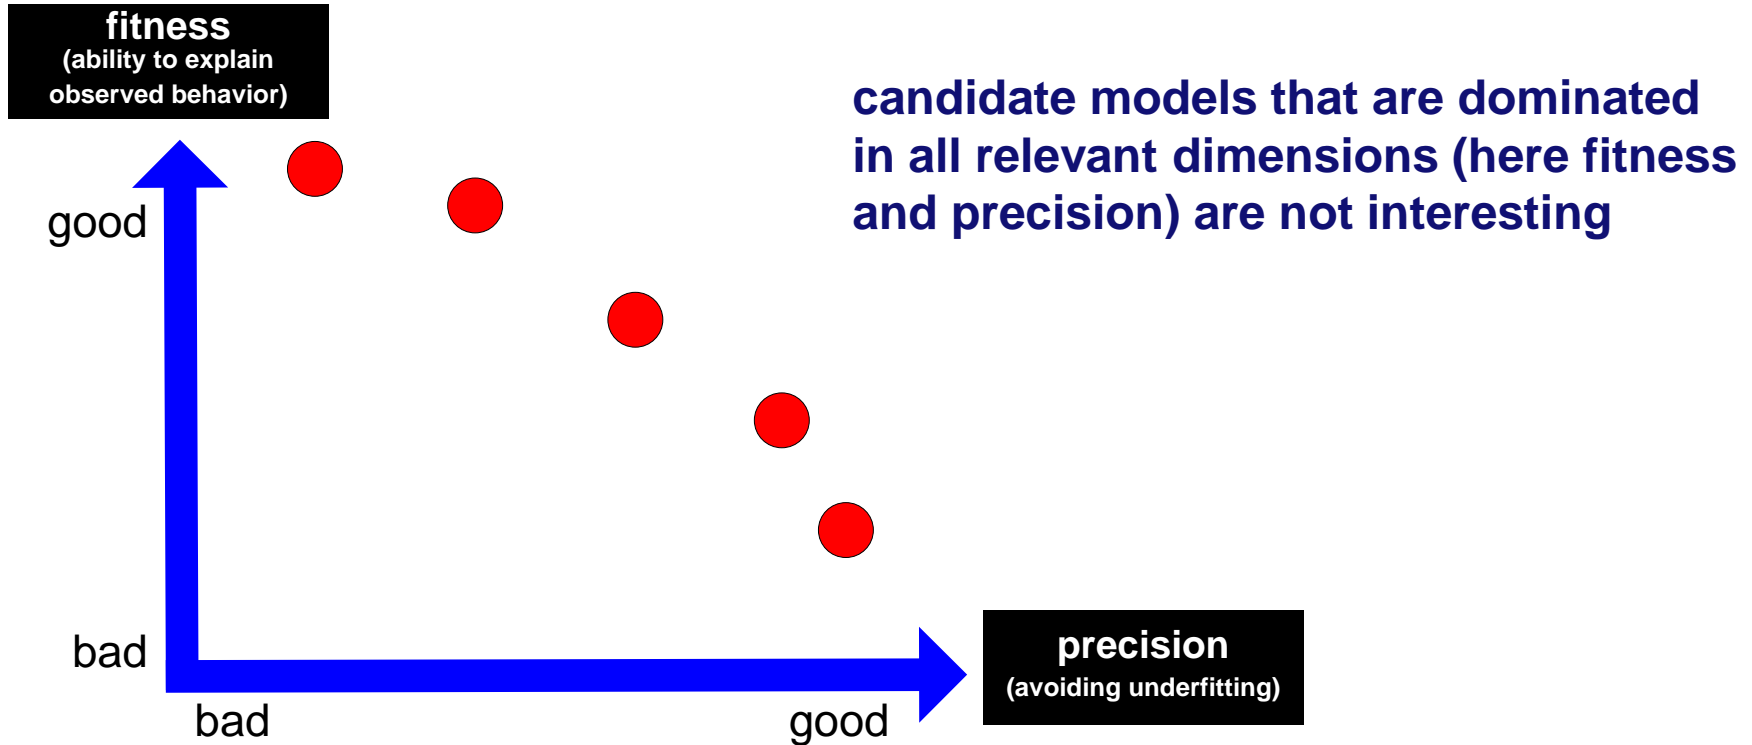 fitness
(ability to explain
observed behavior)
candidate models that are dominated
in all relevant dimensions (here fitness
and precision) are not interesting
good
bad
precision
(avoiding underfitting)
bad
good